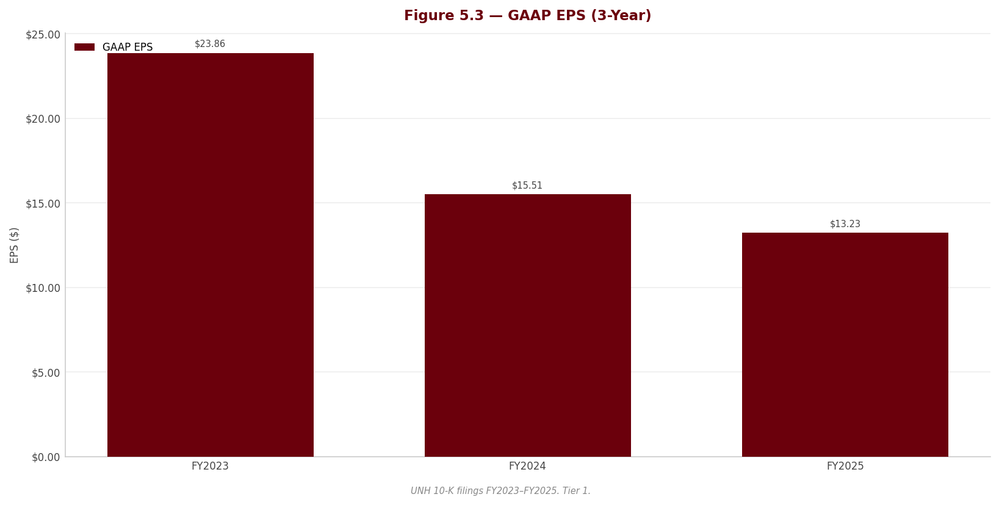 Figure 5.3 — GAAP EPS (3-Year)
$25.00
GAAP EPS
$23.86
$20.00
$15.51
$15.00
$13.23
EPS ($)
$10.00
$5.00
$0.00
FY2023
FY2024
FY2025
UNH 10-K filings FY2023–FY2025. Tier 1.